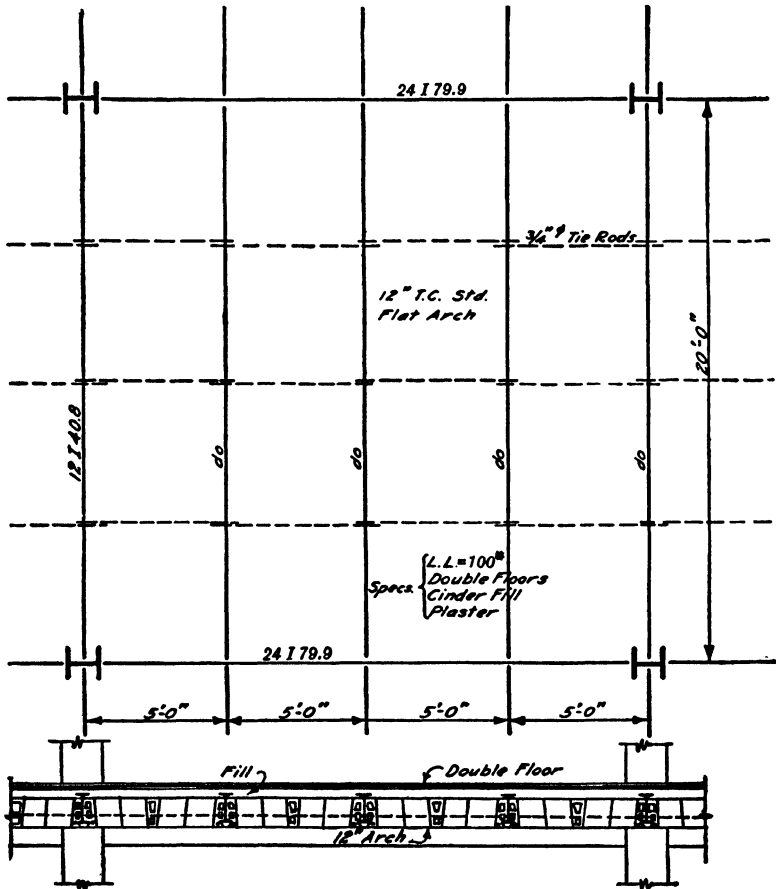 24 I 79.9
3/4" ϕ Tie Rods
12" T.C. Std.
Flat Arch
20'-0"
12 I 40.8
do
do
do
do
Specs.
L.L.=100#
Double Floors
Cinder Fill
Plaster
24 I 79.9
5'-0"
5'-0"
5'-0"
5'-0"
Fill
Double Floor
12" Arch